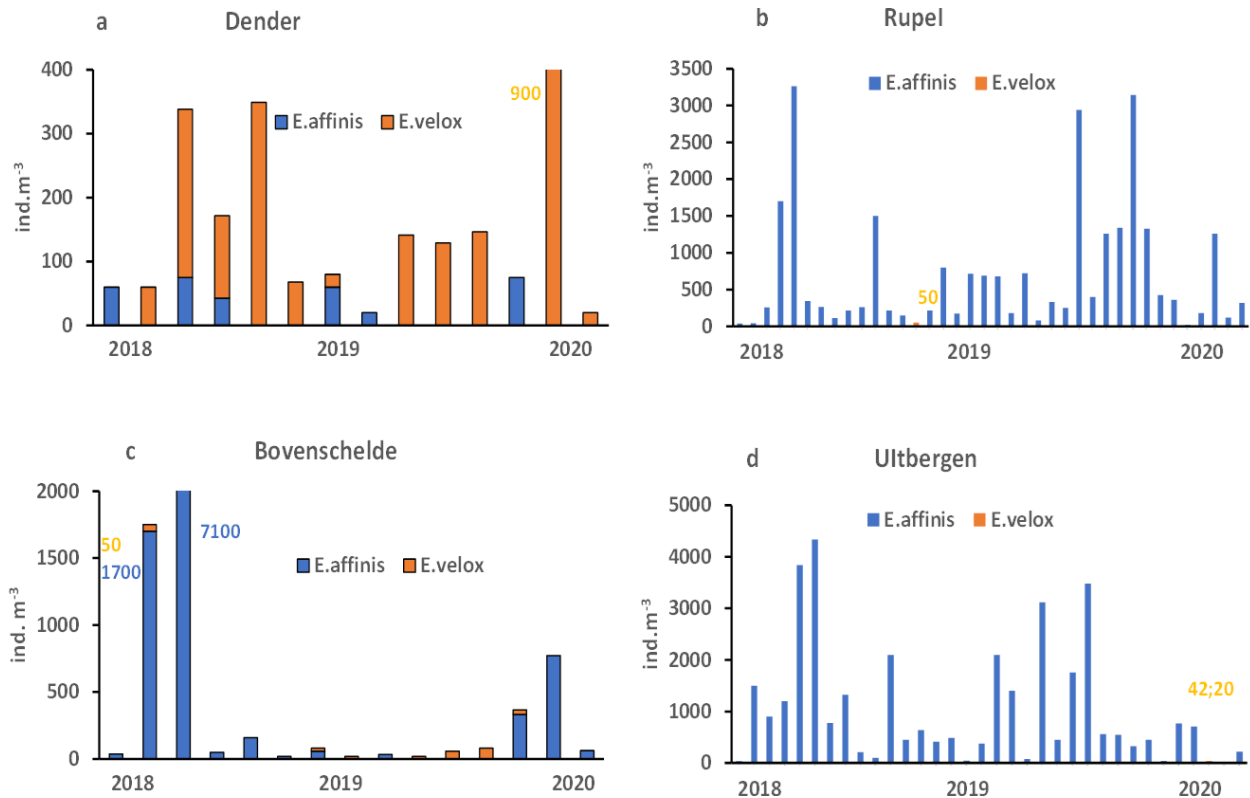 a Dender
400
300
200
100
0
ind.m-3
E.affinis E.velox
900
2018 2019 2020
b Rupel
3500
3000
2500
2000
1500
1000
500
0
ind.m-3
E.affinis E.velox
50
2018 2019 2020
c Bovenschelde
2000
1500
1000
500
0
ind. m-3
50
1700
7100
E.affinis E.velox
2018 2019 2020
d UItbergen
5000
4000
3000
2000
1000
0
ind.m-3
E.affinis E.velox
42;20
2018 2019 2020